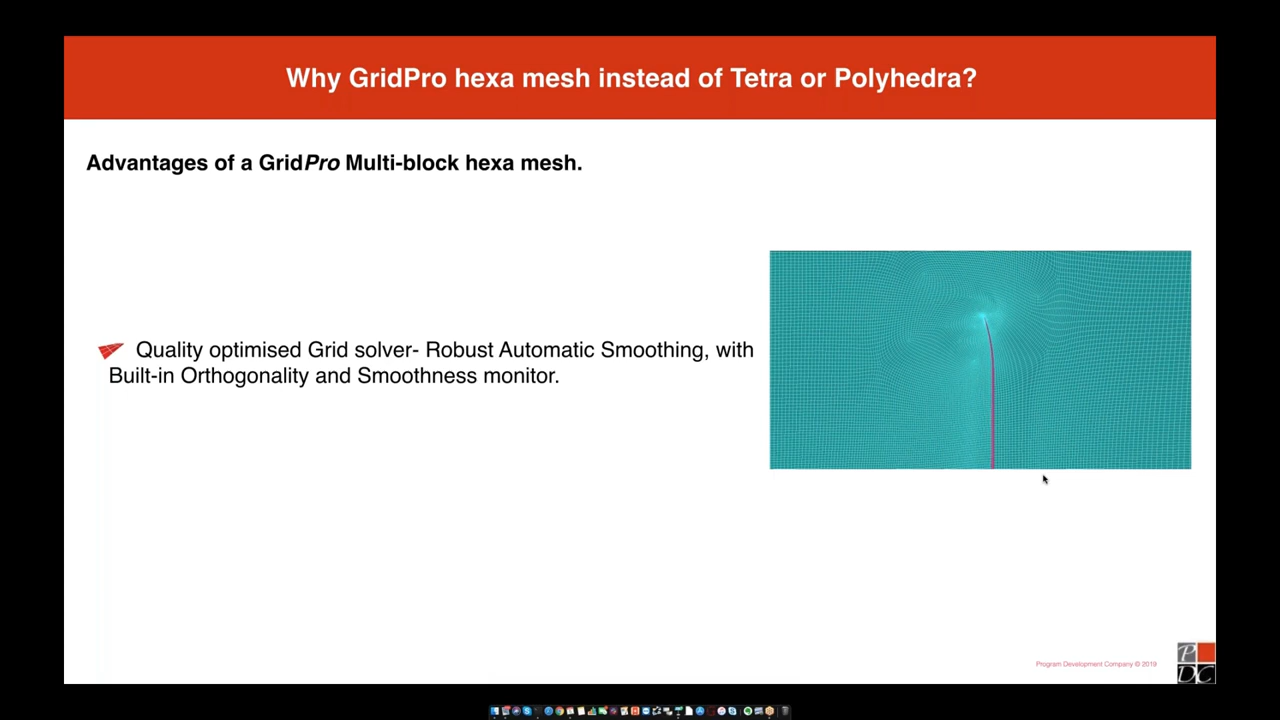 Why GridPro hexa mesh instead of Tetra or Polyhedra?
Advantages of a GridPro Multi-block hexa mesh.
Quality optimised Grid solver- Robust Automatic Smoothing, with
Built-in Orthogonality and Smoothness monitor.
Program Development Company © 2019
P
DC